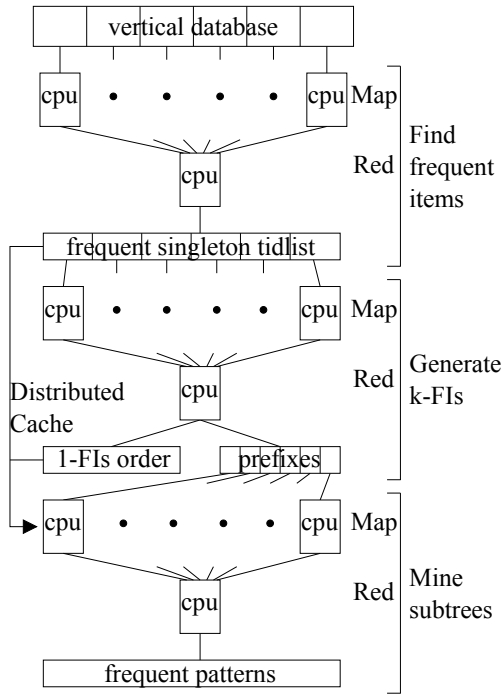 vertical database
cpu
cpu
Map
Find
frequent
items
Red
cpu
frequent singleton tidlist
cpu
cpu
Map
Generate
k-FIs
Red
cpu
Distributed
Cache
1-FIs order
prefixes
cpu
cpu
Map
Mine
subtrees
Red
cpu
frequent patterns